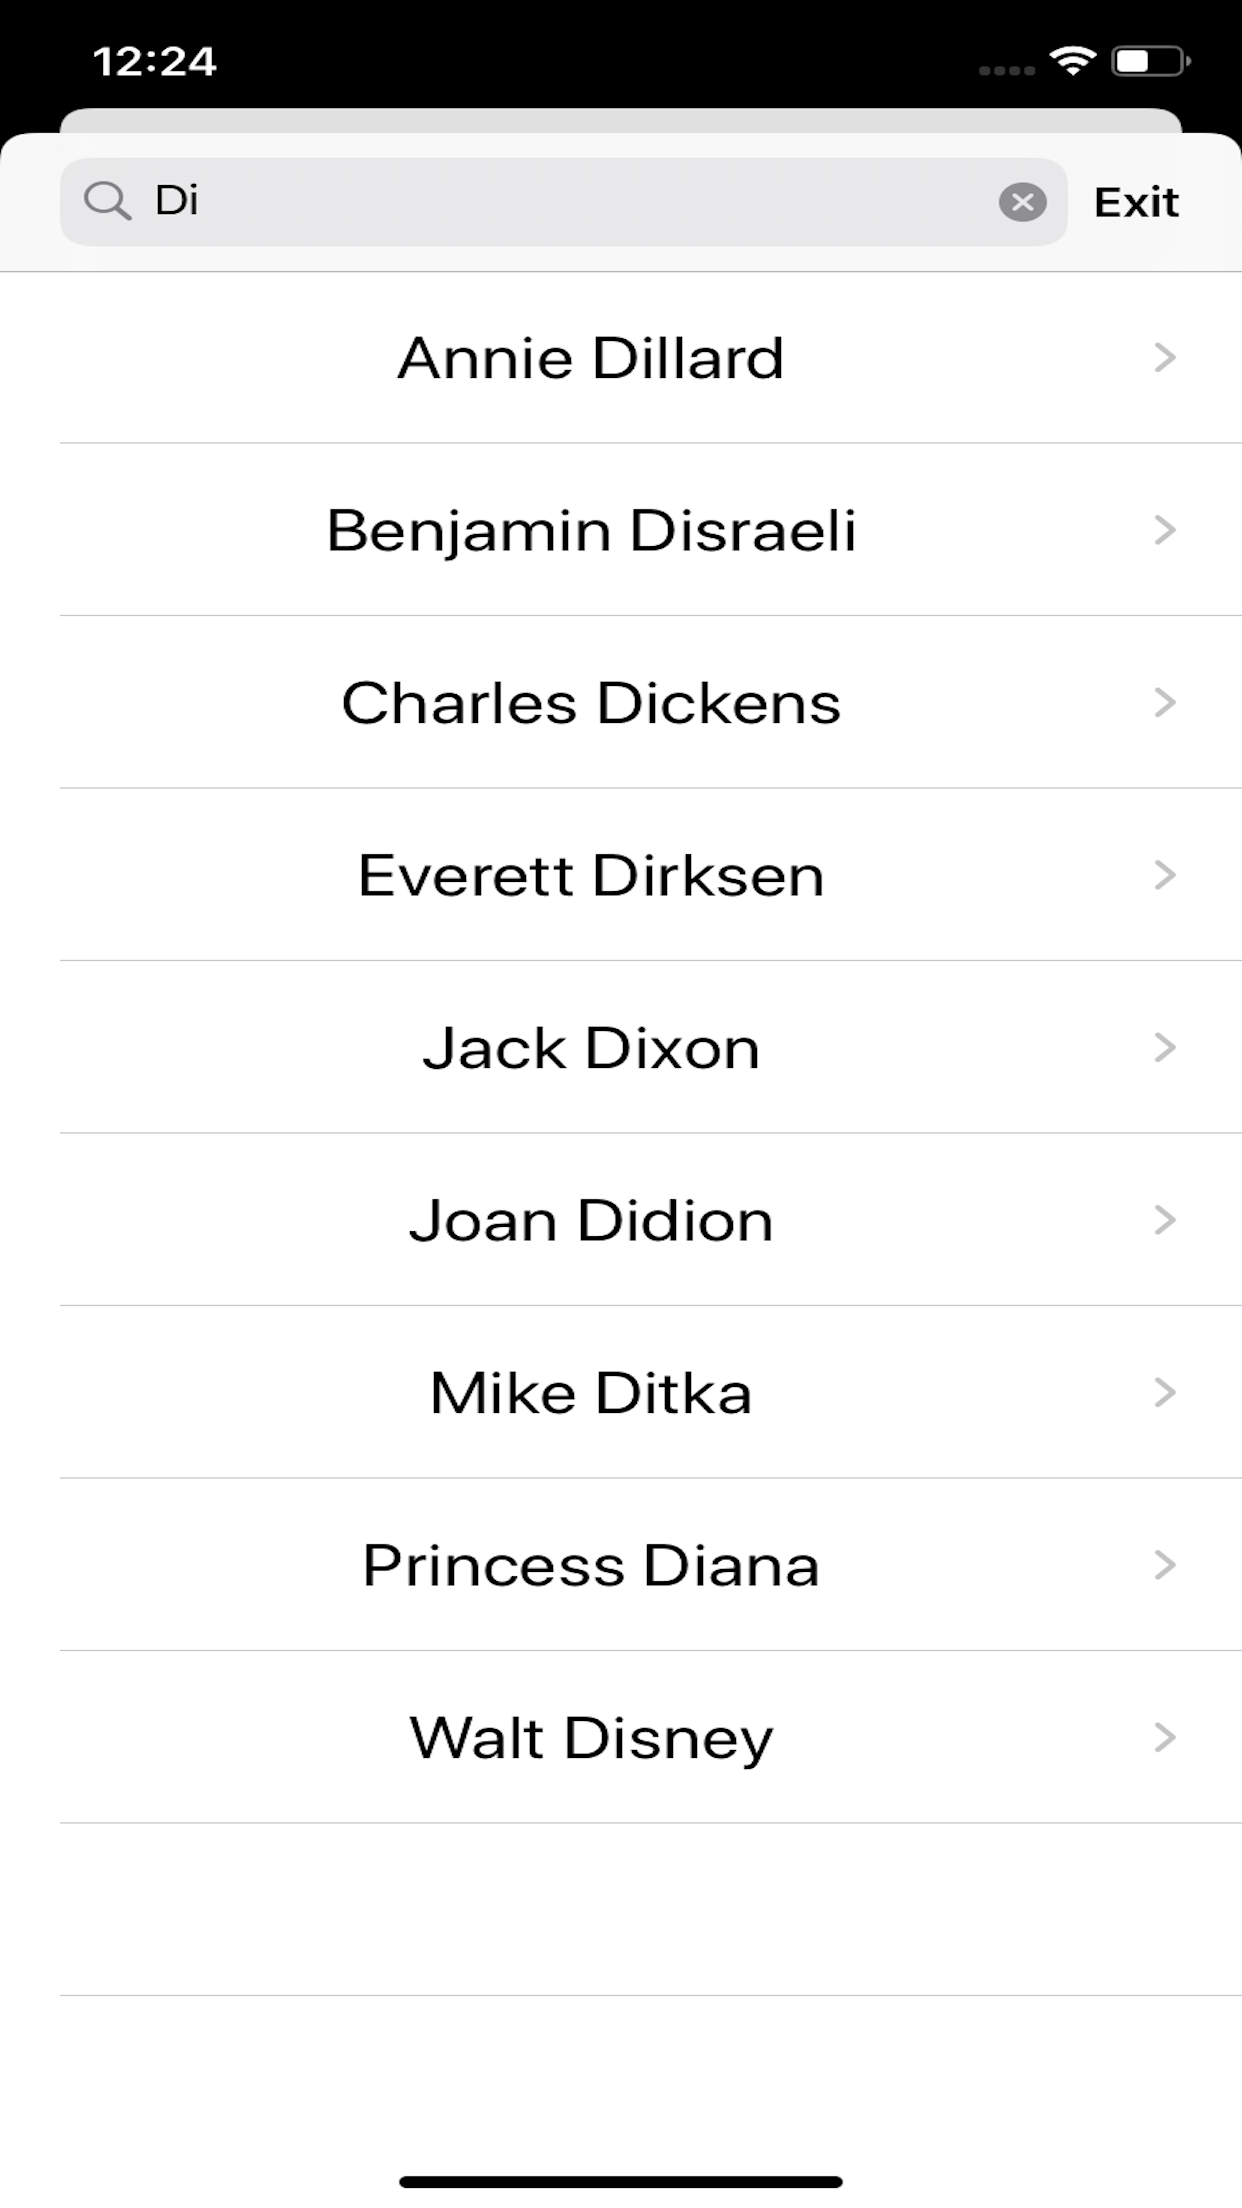 12:24
Di
Exit
Annie Dillard
Benjamin Disraeli
Charles Dickens
Everett Dirksen
Jack Dixon
Joan Didion
Mike Ditka
Princess Diana
Walt Disney